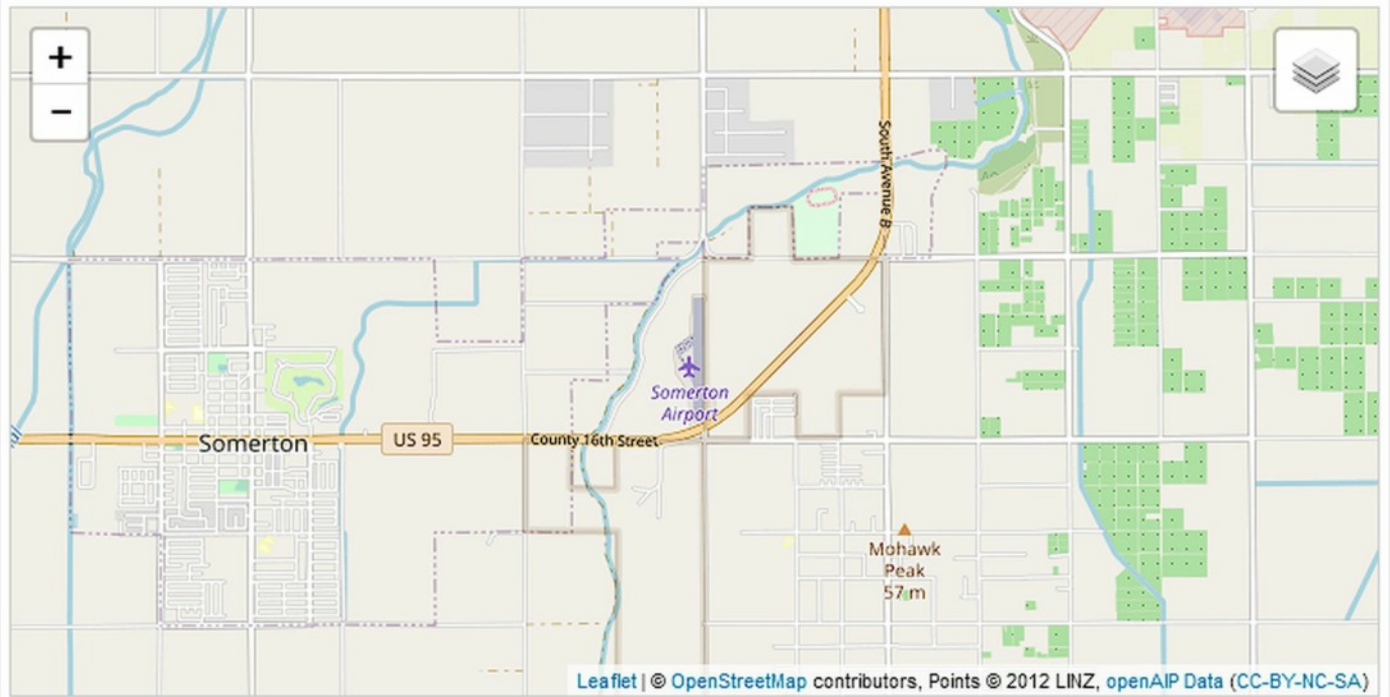 +
−
South Avenue B
Somerton
Airport
Somerton
US 95
County 16th Street
Mohawk
Peak
57 m
Leaflet | © OpenStreetMap contributors, Points © 2012 LINZ, openAIP Data (CC-BY-NC-SA)